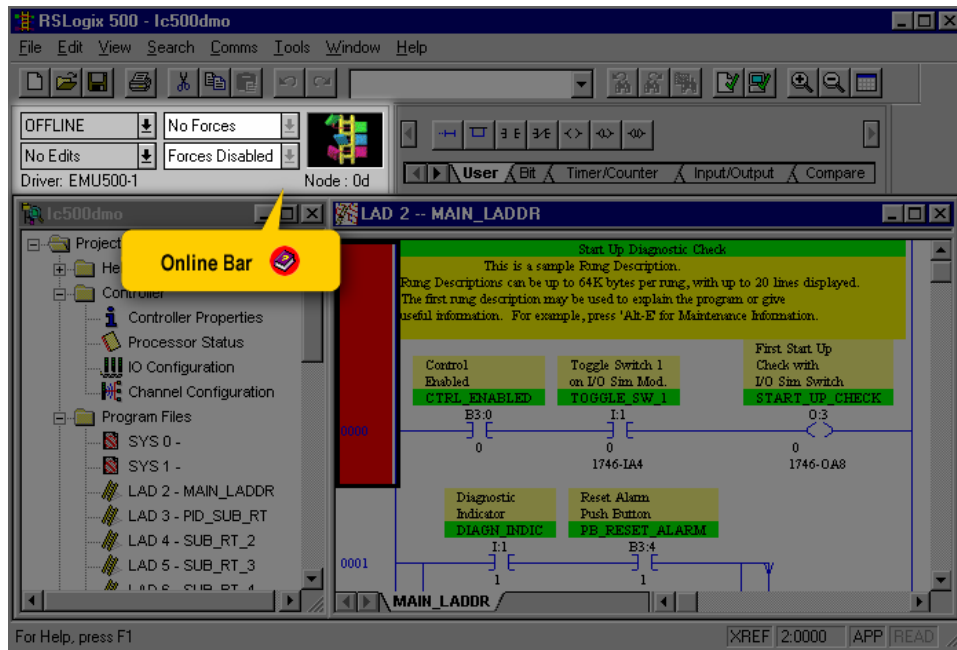 RSLogix 500 - lc500dmo
File Edit View Search Comms Tools Window Help
OFFLINE
No Forces
No Edits
Forces Disabled
Driver: EMU500-1
Node : 0d
User
Bit
Timer/Counter
Input/Output
Compare
lc500dmo
Project
He
Controller
Controller Properties
Processor Status
IO Configuration
Channel Configuration
Program Files
SYS 0 -
SYS 1 -
LAD 2 - MAIN_LADDR
LAD 3 - PID_SUB_RT
LAD 4 - SUB_RT_2
LAD 5 - SUB_RT_3
LAD 6 - SUB_RT_4
Online Bar
LAD 2 -- MAIN_LADDR
Start Up Diagnostic Check
This is a sample Rung Description.
Rung Descriptions can be up to 64K bytes per rung, with up to 20 lines displayed.
The first rung description may be used to explain the program or give
useful information. For example, press 'Alt-E' for Maintenance Information.
0000
Control
Enabled
CTRL_ENABLED
B3:0
0
Toggle Switch 1
on I/O Sim Mod.
TOGGLE_SW_1
I:1
0
1746-IA4
First Start Up
Check with
I/O Sim Switch
START_UP_CHECK
O:3
0
1746-OA8
0001
Diagnostic
Indicator
DIAGN_INDIC
I:1
1
Reset Alarm
Push Button
PB_RESET_ALARM
B3:4
1
MAIN_LADDR
For Help, press F1
XREF
2:0000
APP
READ